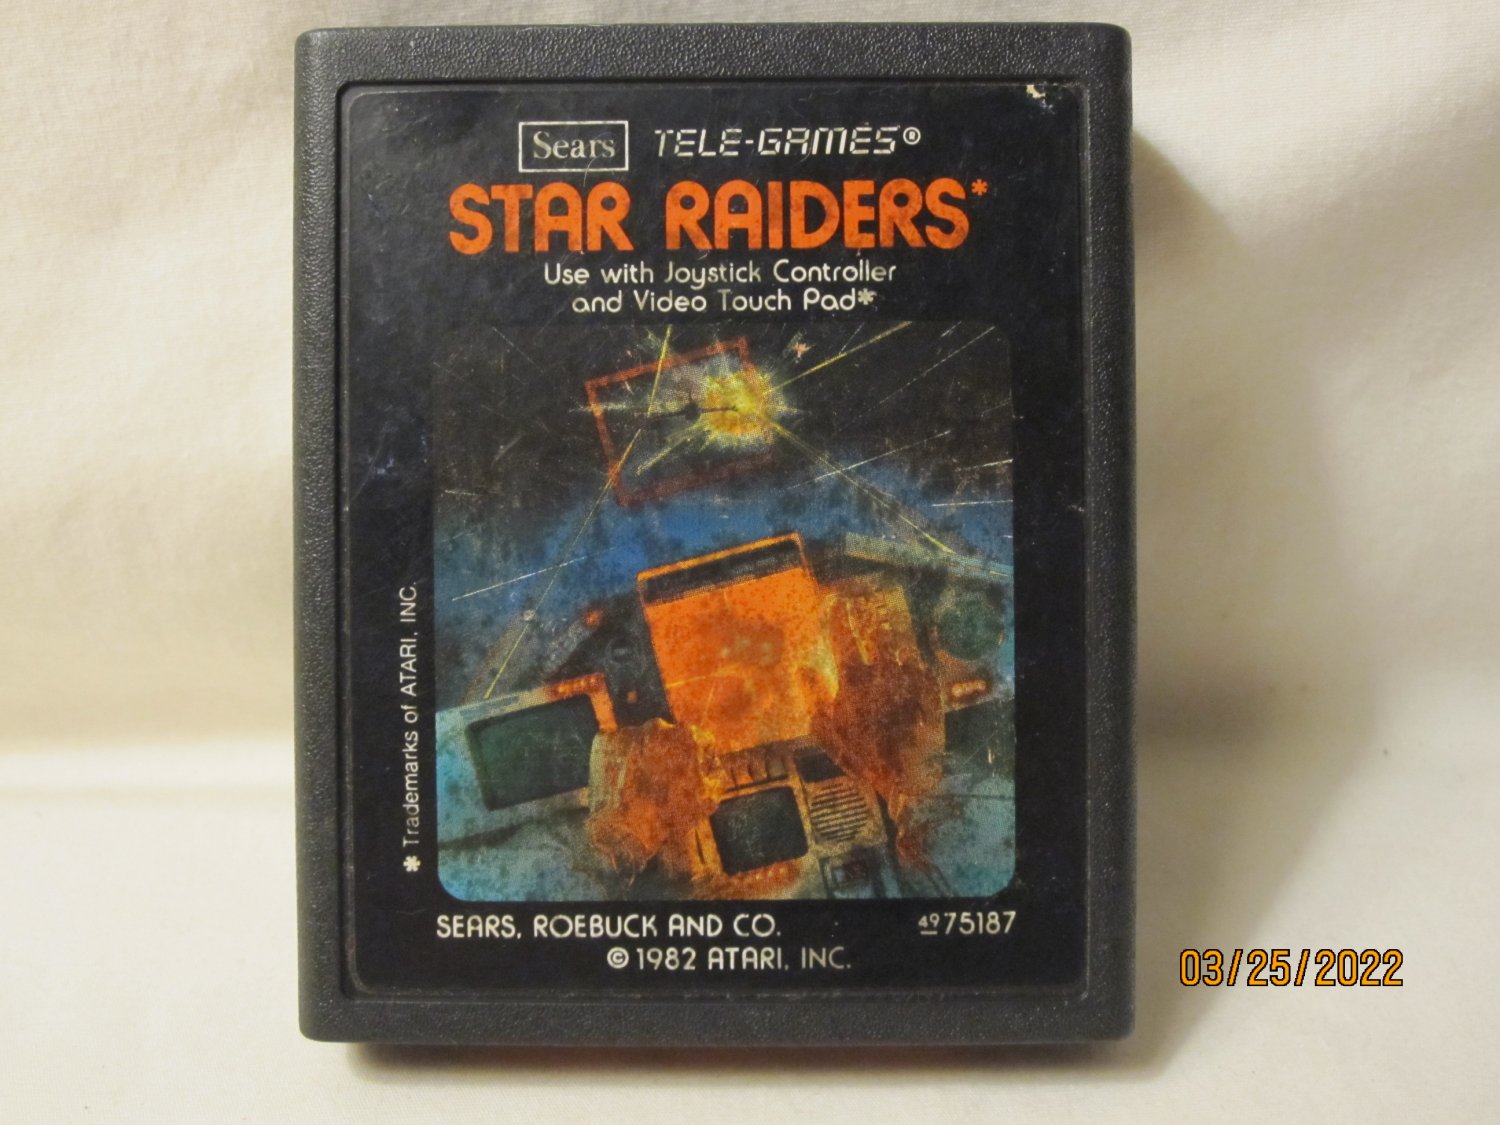 Sears TELE-GAMES®
STAR RAIDERS*
Use with Joystick Controller
and Video Touch Pad*
* Trademarks of ATARI, INC.
SEARS, ROEBUCK AND CO. 49 75187
© 1982 ATARI, INC.
03/25/2022